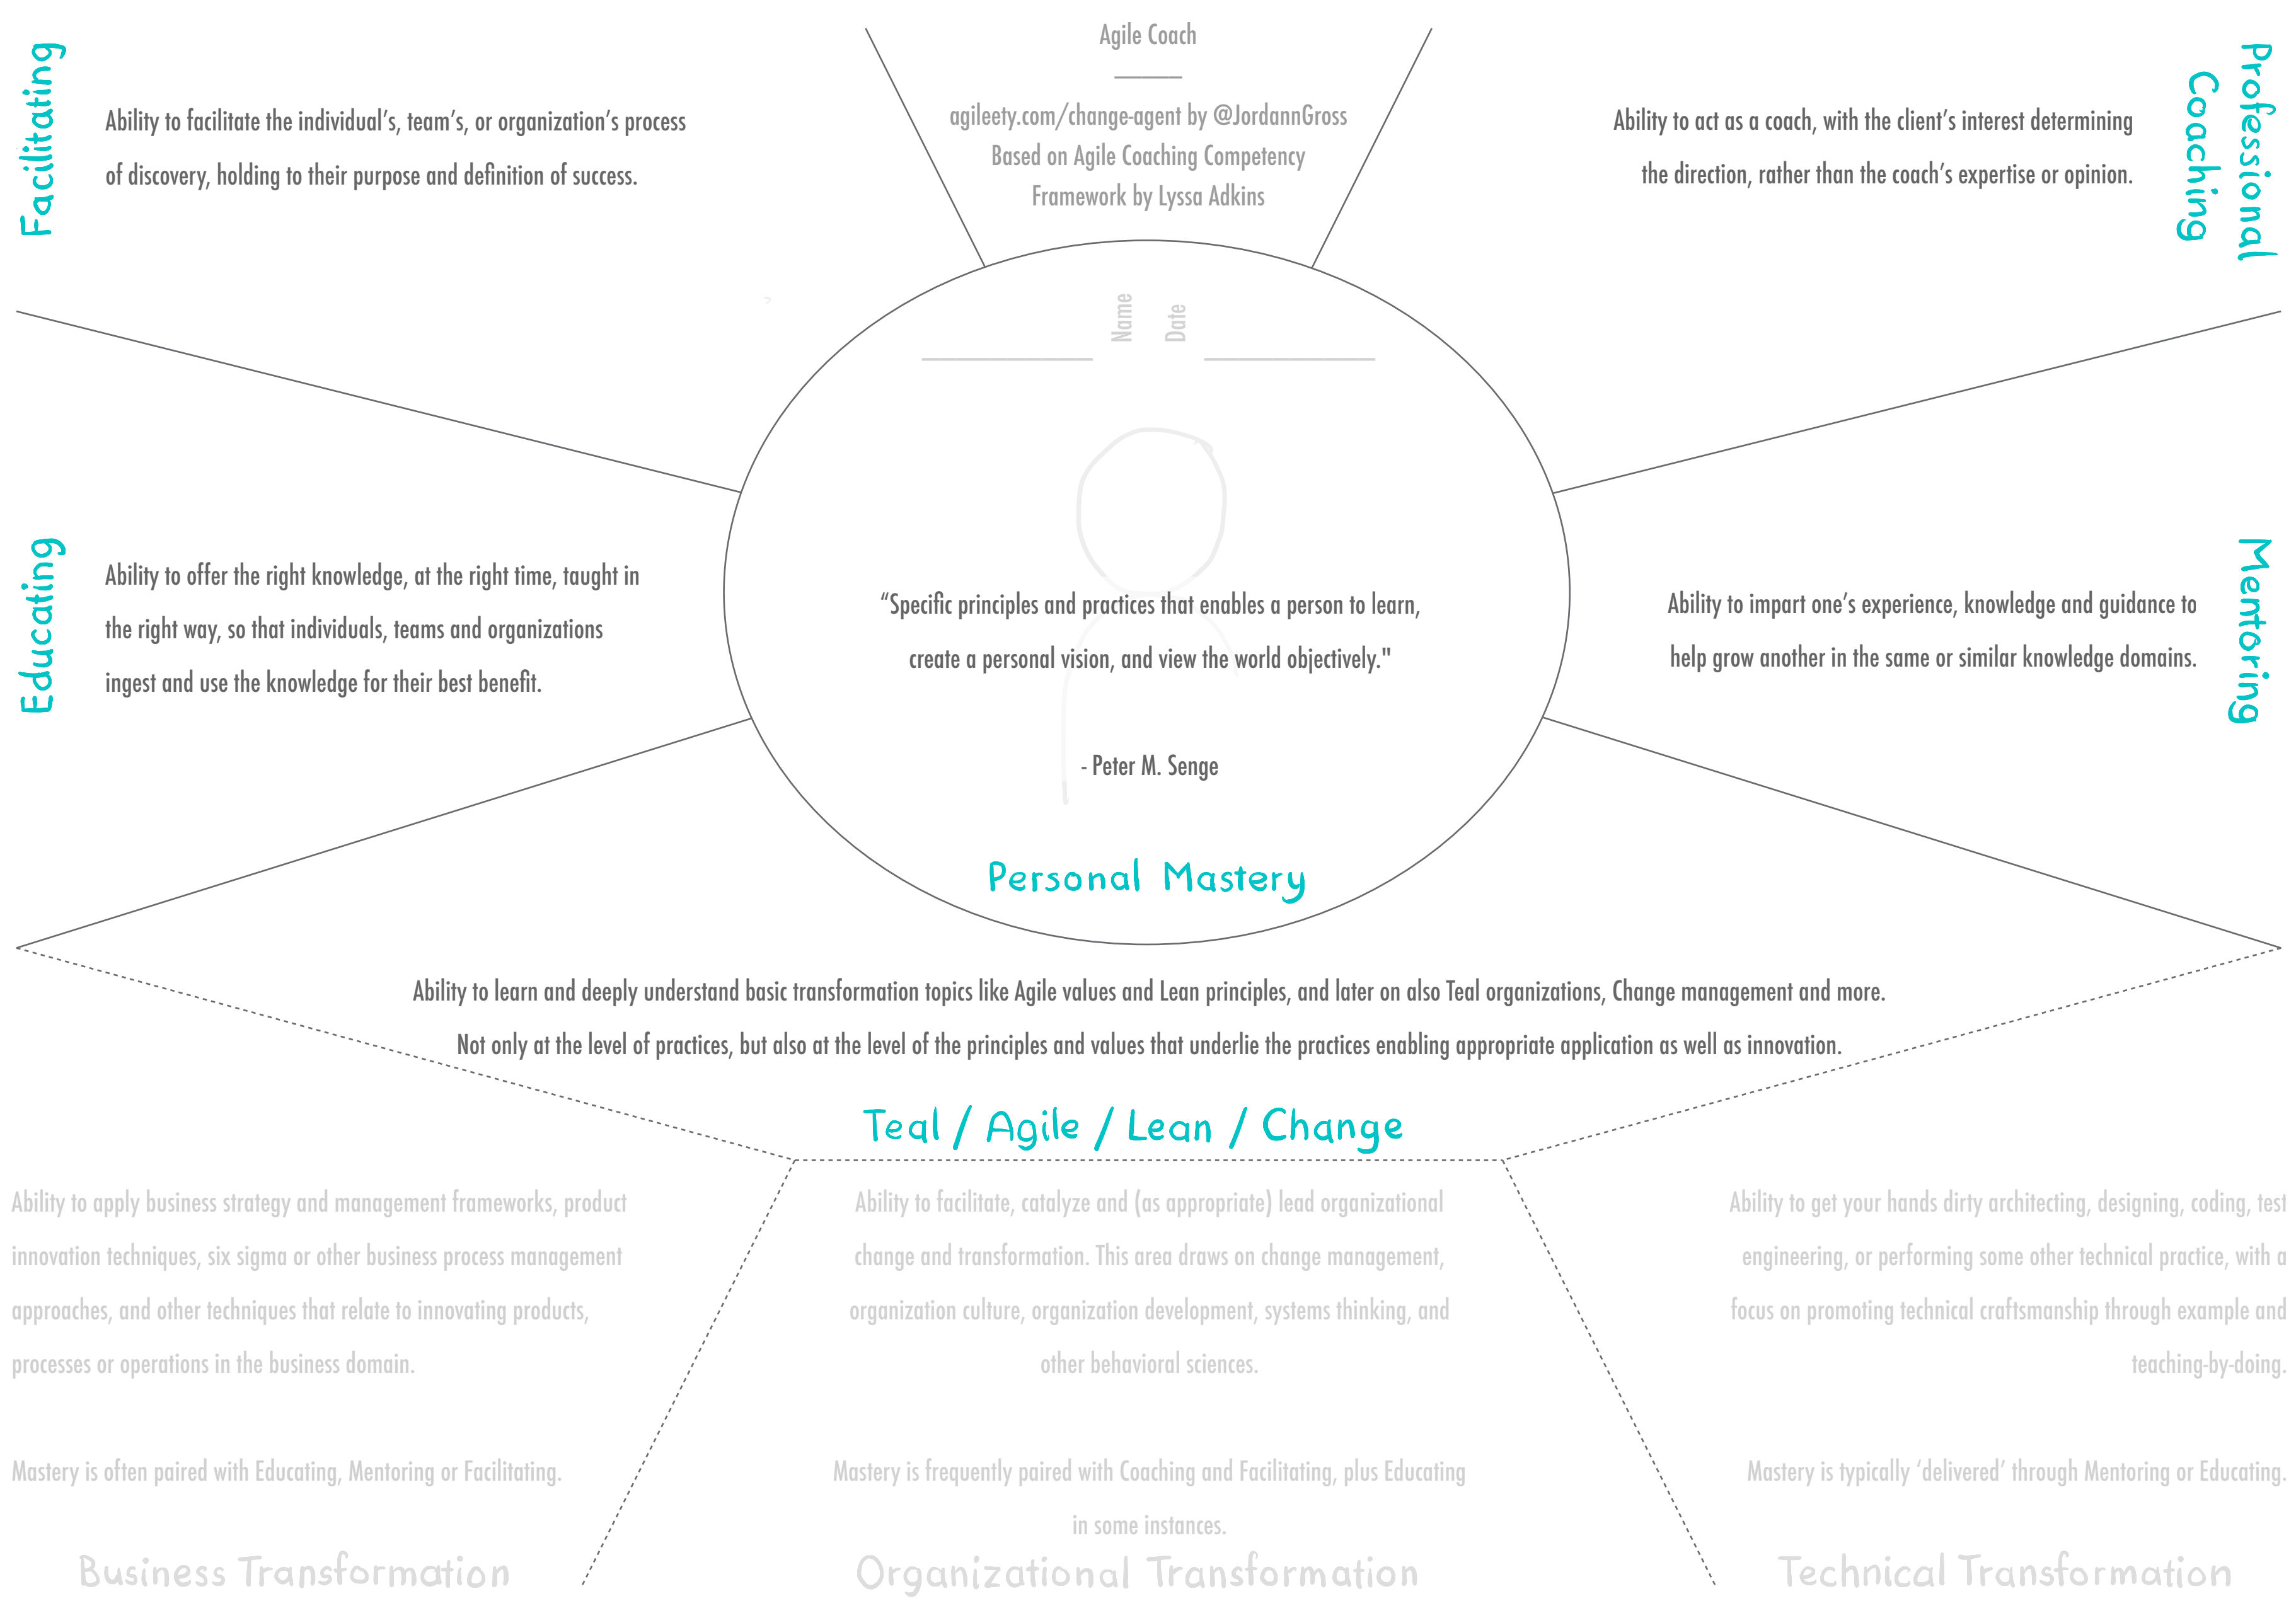 Agile Coach
agileety.com/change-agent by @JordannGross
Based on Agile Coaching Competency
Framework by Lyssa Adkins
Facilitating
Ability to facilitate the individual’s, team’s, or organization’s process
of discovery, holding to their purpose and definition of success.
Professional
Coaching
Ability to act as a coach, with the client’s interest determining
the direction, rather than the coach’s expertise or opinion.
Name
Date
Educating
Ability to offer the right knowledge, at the right time, taught in
the right way, so that individuals, teams and organizations
ingest and use the knowledge for their best benefit.
“Specific principles and practices that enables a person to learn,
create a personal vision, and view the world objectively."
- Peter M. Senge
Personal Mastery
Mentoring
Ability to impart one’s experience, knowledge and guidance to
help grow another in the same or similar knowledge domains.
Ability to learn and deeply understand basic transformation topics like Agile values and Lean principles, and later on also Teal organizations, Change management and more.
Not only at the level of practices, but also at the level of the principles and values that underlie the practices enabling appropriate application as well as innovation.
Teal / Agile / Lean / Change
Ability to apply business strategy and management frameworks, product
innovation techniques, six sigma or other business process management
approaches, and other techniques that relate to innovating products,
processes or operations in the business domain.
Mastery is often paired with Educating, Mentoring or Facilitating.
Business Transformation
Ability to facilitate, catalyze and (as appropriate) lead organizational
change and transformation. This area draws on change management,
organization culture, organization development, systems thinking, and
other behavioral sciences.
Mastery is frequently paired with Coaching and Facilitating, plus Educating
in some instances.
Organizational Transformation
Ability to get your hands dirty architecting, designing, coding, test
engineering, or performing some other technical practice, with a
focus on promoting technical craftsmanship through example and
teaching-by-doing.
Mastery is typically ‘delivered’ through Mentoring or Educating.
Technical Transformation